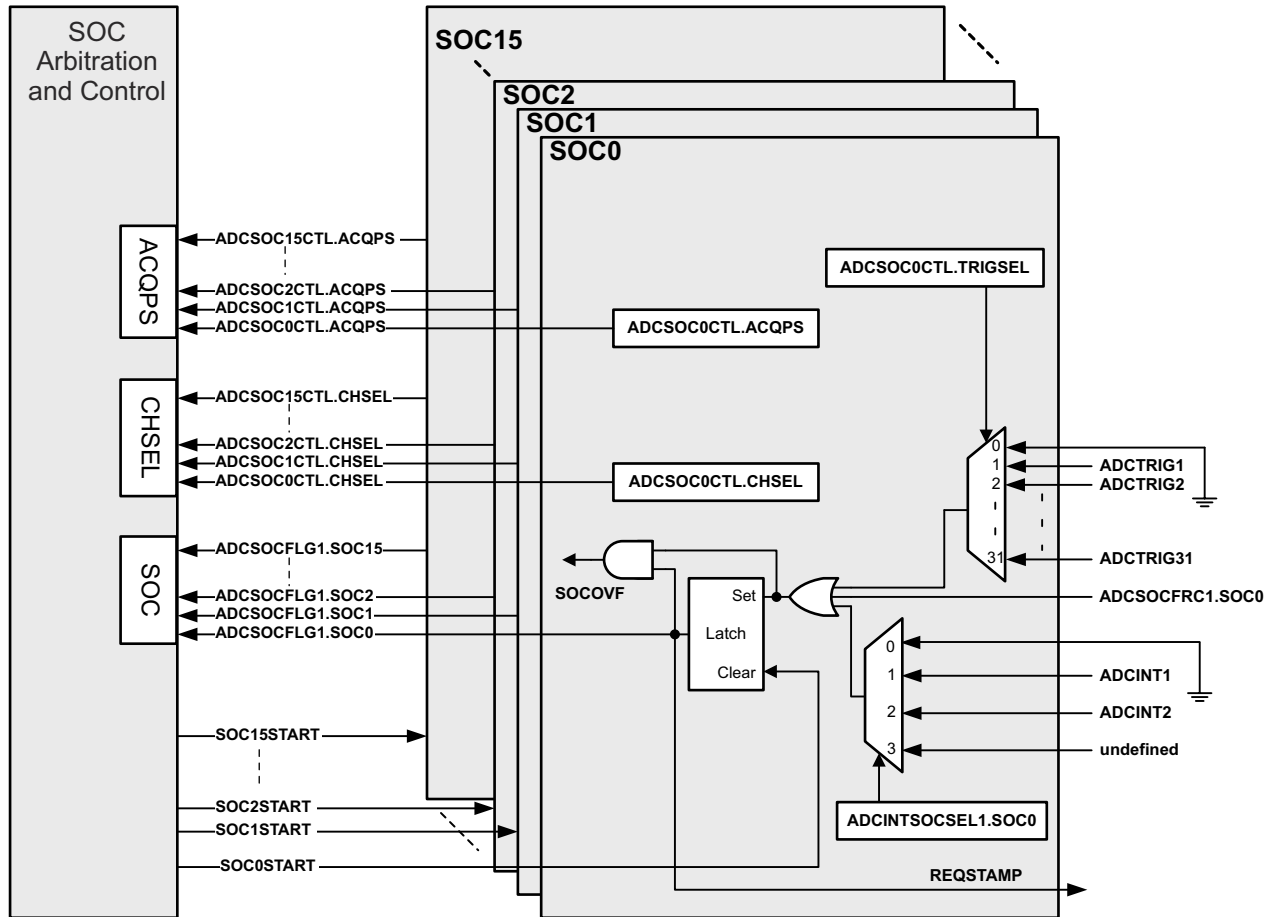 SOC
Arbitration
and Control
SOC15
SOC2
SOC1
SOC0
ACQPS
ADCSOC15CTL.ACQPS
ADCSOC2CTL.ACQPS
ADCSOC1CTL.ACQPS
ADCSOC0CTL.ACQPS
ADCSOC0CTL.ACQPS
ADCSOC0CTL.TRIGSEL
CHSEL
ADCSOC15CTL.CHSEL
ADCSOC2CTL.CHSEL
ADCSOC1CTL.CHSEL
ADCSOC0CTL.CHSEL
ADCSOC0CTL.CHSEL
0
1
2
31
ADCTRIG1
ADCTRIG2
ADCTRIG31
SOC
ADCSOCFLG1.SOC15
ADCSOCFLG1.SOC2
ADCSOCFLG1.SOC1
ADCSOCFLG1.SOC0
SOCOVF
Set
Latch
Clear
ADCSOCFRC1.SOC0
0
1
2
3
ADCINT1
ADCINT2
undefined
ADCINTSOCSEL1.SOC0
SOC15START
SOC2START
SOC1START
SOC0START
REQSTAMP